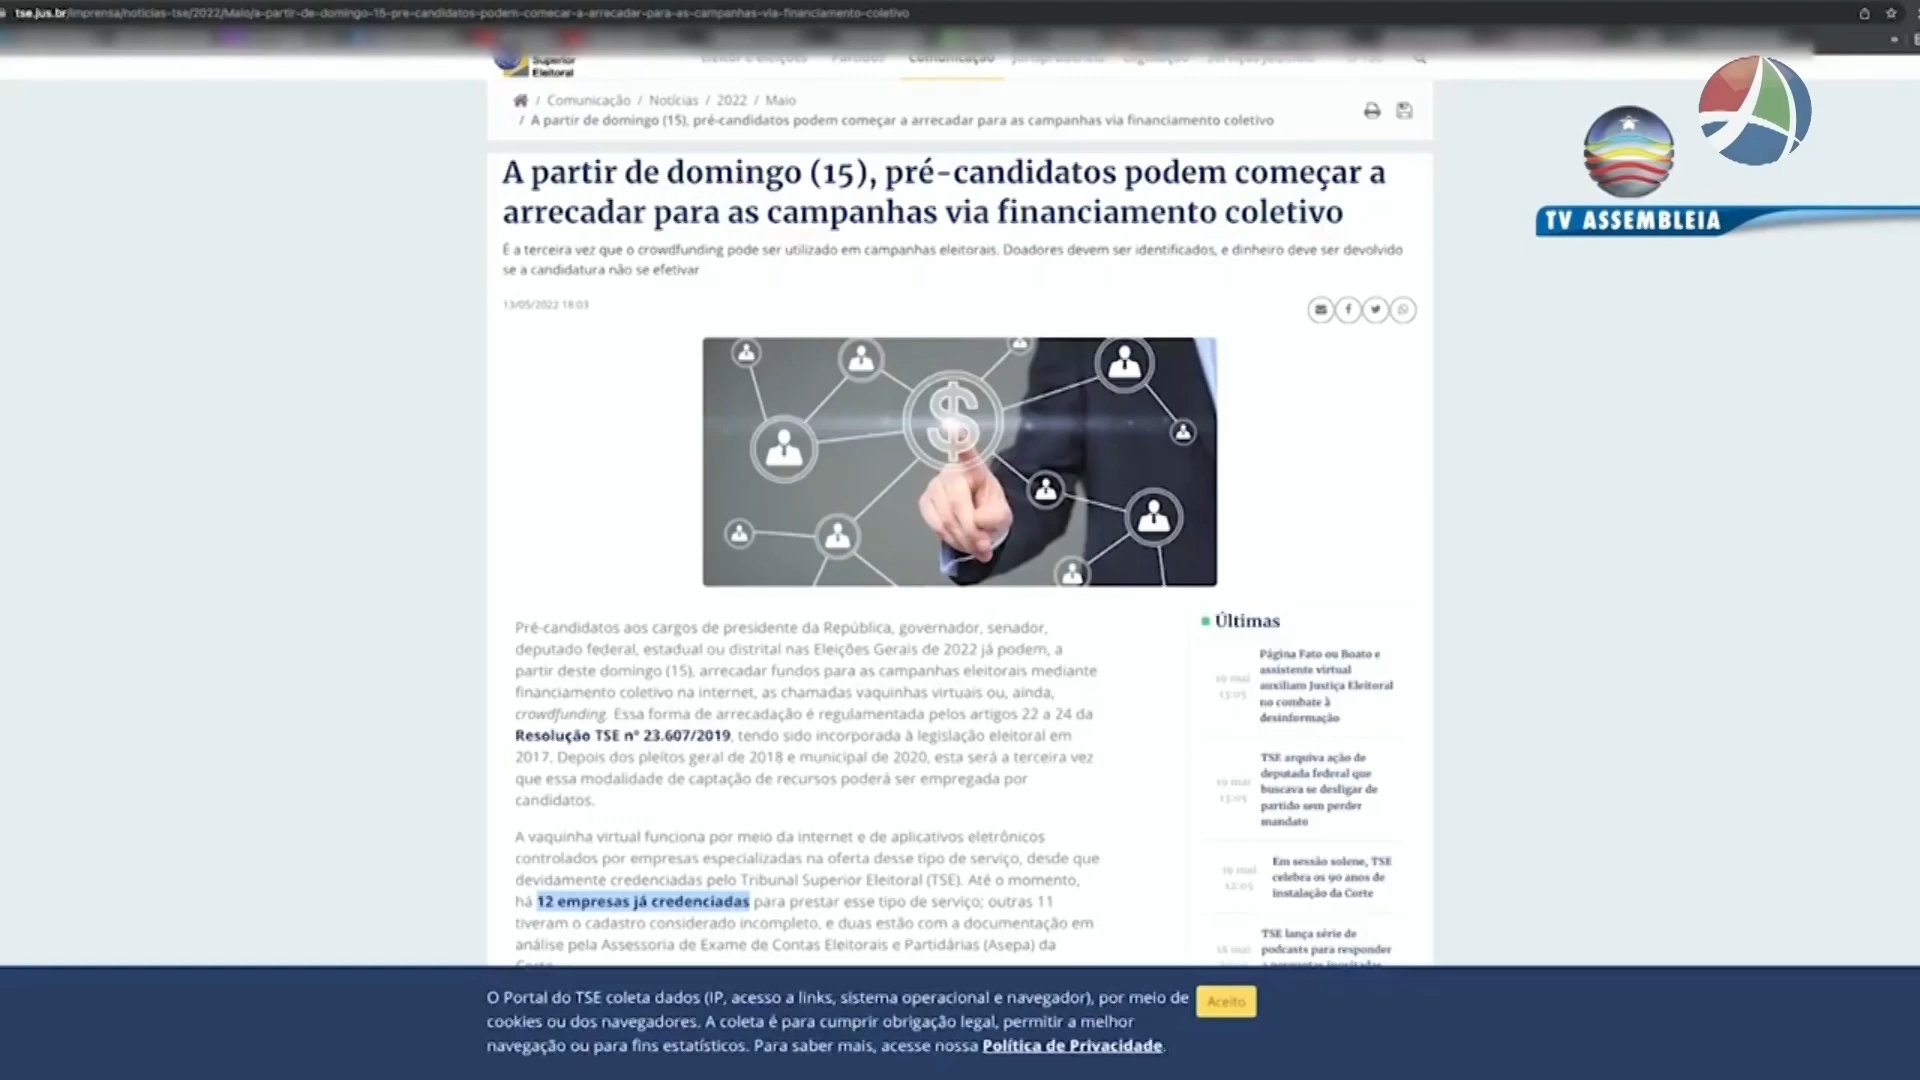 tse.jus.br/imprensa/noticias-tse/2022/Maio/a-partir-de-domingo-15-pre-candidatos-podem-comecar-a-arrecadar-para-as-campanhas-via-financiamento-coletivo
Superior
Eleitoral
Comunicação
/ Comunicação / Notícias / 2022 / Maio
/ A partir de domingo (15), pré-candidatos podem começar a arrecadar para as campanhas via financiamento coletivo
TV ASSEMBLEIA
A partir de domingo (15), pré-candidatos podem começar a
arrecadar para as campanhas via financiamento coletivo
É a terceira vez que o crowdfunding pode ser utilizado em campanhas eleitorais. Doadores devem ser identificados, e dinheiro deve ser devolvido
se a candidatura não se efetivar
13/05/2022 18:03
$
Pré-candidatos aos cargos de presidente da República, governador, senador,
deputado federal, estadual ou distrital nas Eleições Gerais de 2022 já podem, a
partir deste domingo (15), arrecadar fundos para as campanhas eleitorais mediante
financiamento coletivo na internet, as chamadas vaquinhas virtuais ou, ainda,
crowdfunding. Essa forma de arrecadação é regulamentada pelos artigos 22 a 24 da
Resolução TSE nº 23.607/2019, tendo sido incorporada à legislação eleitoral em
2017. Depois dos pleitos geral de 2018 e municipal de 2020, esta será a terceira vez
que essa modalidade de captação de recursos poderá ser empregada por
candidatos.
A vaquinha virtual funciona por meio da internet e de aplicativos eletrônicos
controlados por empresas especializadas na oferta desse tipo de serviço, desde que
devidamente credenciadas pelo Tribunal Superior Eleitoral (TSE). Até o momento,
há 12 empresas já credenciadas para prestar esse tipo de serviço; outras 11
tiveram o cadastro considerado incompleto, e duas estão com a documentação em
análise pela Assessoria de Exame de Contas Eleitorais e Partidárias (Asepa) da
Últimas
19 mai
13:05
Página Fato ou Boato e
assistente virtual
auxiliam Justiça Eleitoral
no combate à
desinformação
19 mai
13:05
TSE arquiva ação de
deputada federal que
buscava se desligar de
partido sem perder
mandato
19 mai
12:05
Em sessão solene, TSE
celebra os 90 anos de
instalação da Corte
18 mai
TSE lança série de
podcasts para responder
O Portal do TSE coleta dados (IP, acesso a links, sistema operacional e navegador), por meio de
cookies ou dos navegadores. A coleta é para cumprir obrigação legal, permitir a melhor
navegação ou para fins estatísticos. Para saber mais, acesse nossa Política de Privacidade.
Aceito